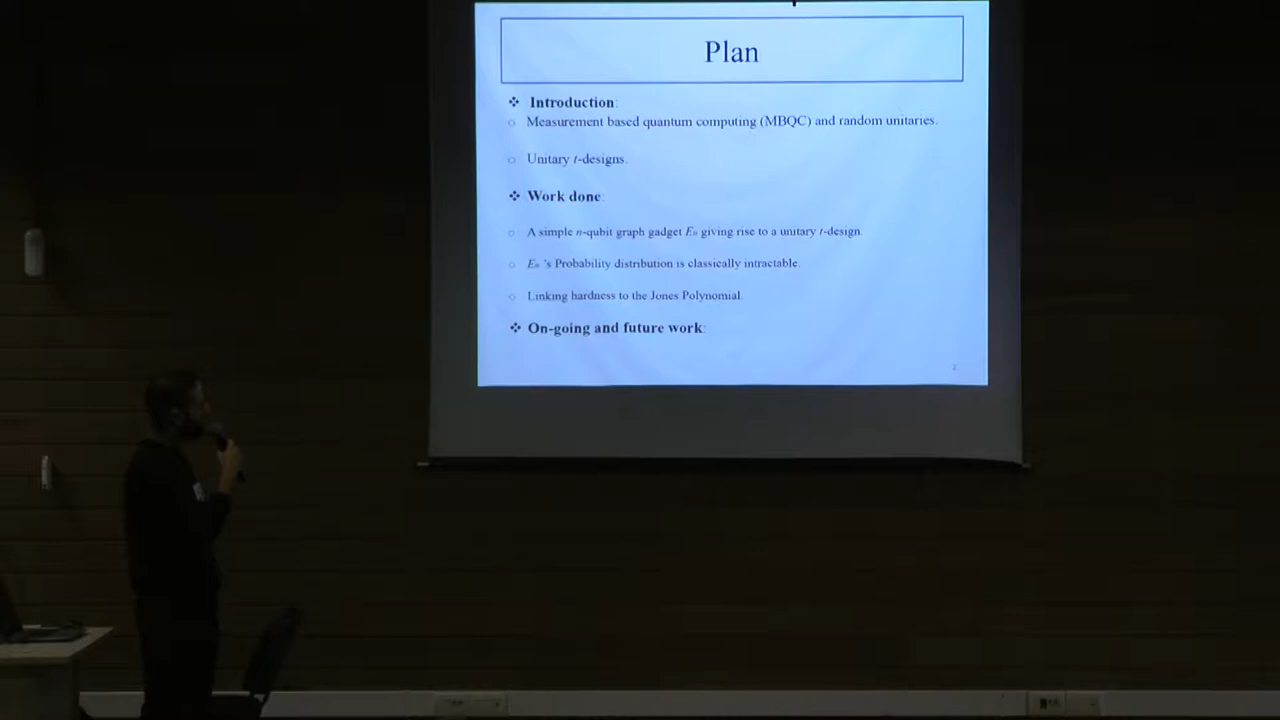 Plan
❖ Introduction:
○ Measurement based quantum computing (MBQC) and random unitaries.
○ Unitary t-designs.
❖ Work done:
○ A simple n-qubit graph gadget Eₙ giving rise to a unitary t-design.
○ Eₙ 's Probability distribution is classically intractable.
○ Linking hardness to the Jones Polynomial.
❖ On-going and future work: